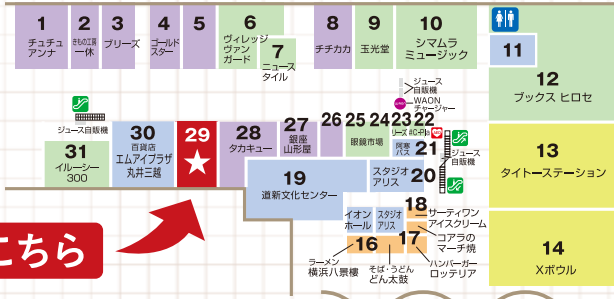 1
チュチュ
アンナ
2
きもの工房
一休
3
ブリーズ
4
ゴールド
スター
5
6
ヴィレッジ
ヴァン
ガード
7
ニュース
タイル
8
チチカカ
9
玉光堂
10
シマムラ
ミュージック
11
12
ブックス ヒロセ
ジュース
自販機
WAON
チャージャー
13
タイトーステーション
14
Xボウル
ジュース自販機
31
イルーシー
300
30
百貨店
エムアイプラザ
丸井三越
29
28
タカキュー
27
銀座
山形屋
26
25
24
眼鏡市場
23
22
21
阿寒
バス
ジュース
自販機
20
スタジオ
アリス
19
道新文化センター
イオン
ホール
スタジオ
アリス
18
サーティワン
アイスクリーム
コアラの
マーチ焼
17
ハンバーガー
ロッテリア
16
ラーメン
横浜八景樓
そば・うどん
どん太鼓
こちら